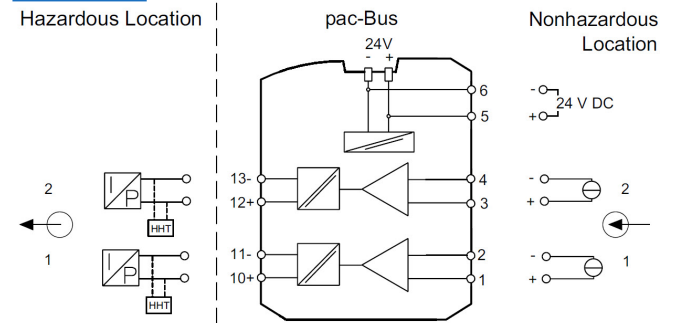 Hazardous Location
pac-Bus
Nonhazardous
Location
24V
- +
6
- 
24 V DC
5
+
2
I
P
13-
4
-
2
12+
3
+
HHT
1
11-
2
-
1
I
P
10+
1
+
HHT